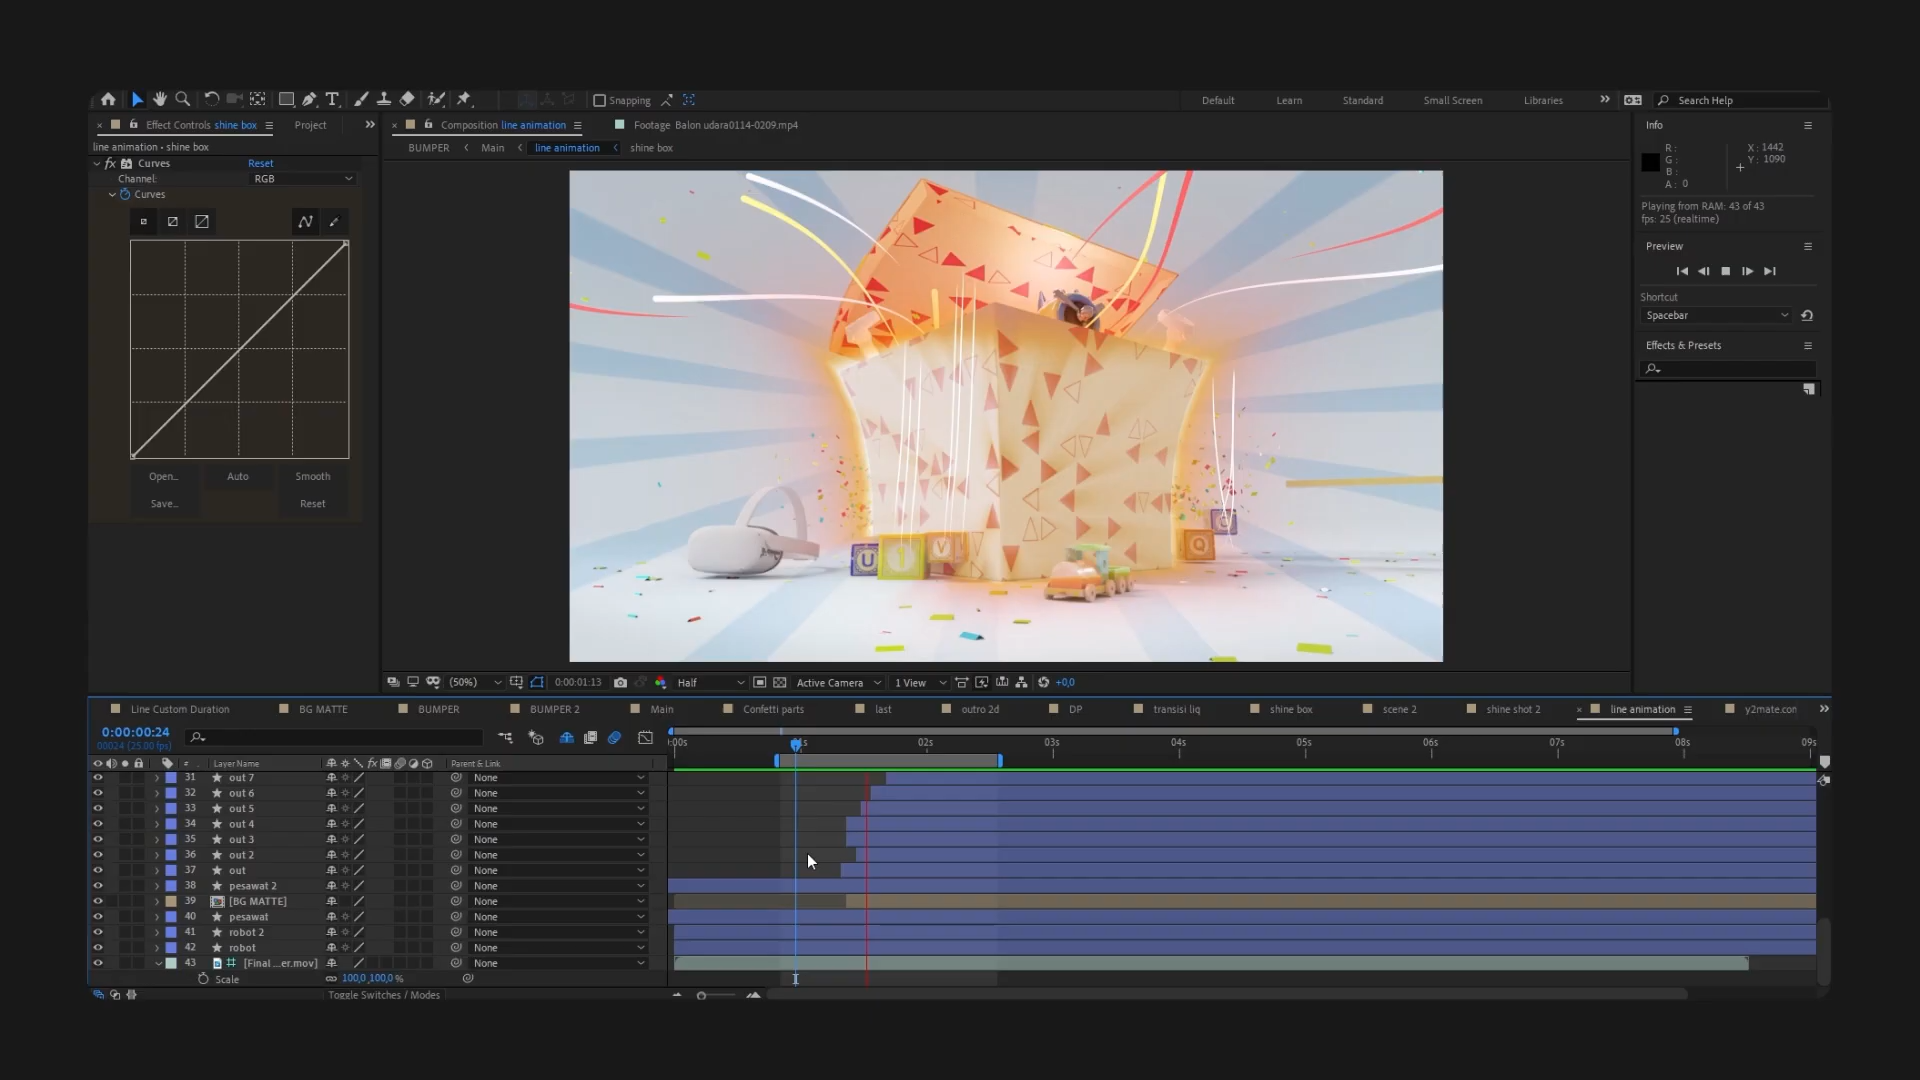 Snapping
Default
Learn
Standard
Small Screen
Libraries
Search Help
Effect Controls shine box
Project
Composition line animation
Footage Balon udara0114-0209.mp4
Info
line animation • shine box
BUMPER
Main
line animation
shine box
R :
G :
B :
A : 0
X : 1442
Y : 1090
fx Curves
Reset
Channel:
RGB
Curves
Playing from RAM: 43 of 43
fps: 25 (realtime)
Preview
Shortcut
Spacebar
Effects & Presets
Open...
Auto
Smooth
Save...
Reset
U
1
V
Q
(50%)
0:00:01:13
Half
Active Camera
1 View
+0,0
Line Custom Duration
BG MATTE
BUMPER
BUMPER 2
Main
Confetti parts
last
outro 2d
DP
transisi liq
shine box
scene 2
shine shot 2
line animation
y2mate.con
0:00:00:24
00024 (25.00 fps)
:00s
02s
03s
04s
05s
06s
07s
08s
09s
#
Layer Name
fx
Parent & Link
31 out 7 None
32 out 6 None
33 out 5 None
34 out 4 None
35 out 3 None
36 out 2 None
37 out None
38 pesawat 2 None
39 [BG MATTE] None
40 pesawat None
41 robot 2 None
42 robot None
43 [Final ...er.mov] None
Scale
100,0,100,0 %
Toggle Switches / Modes